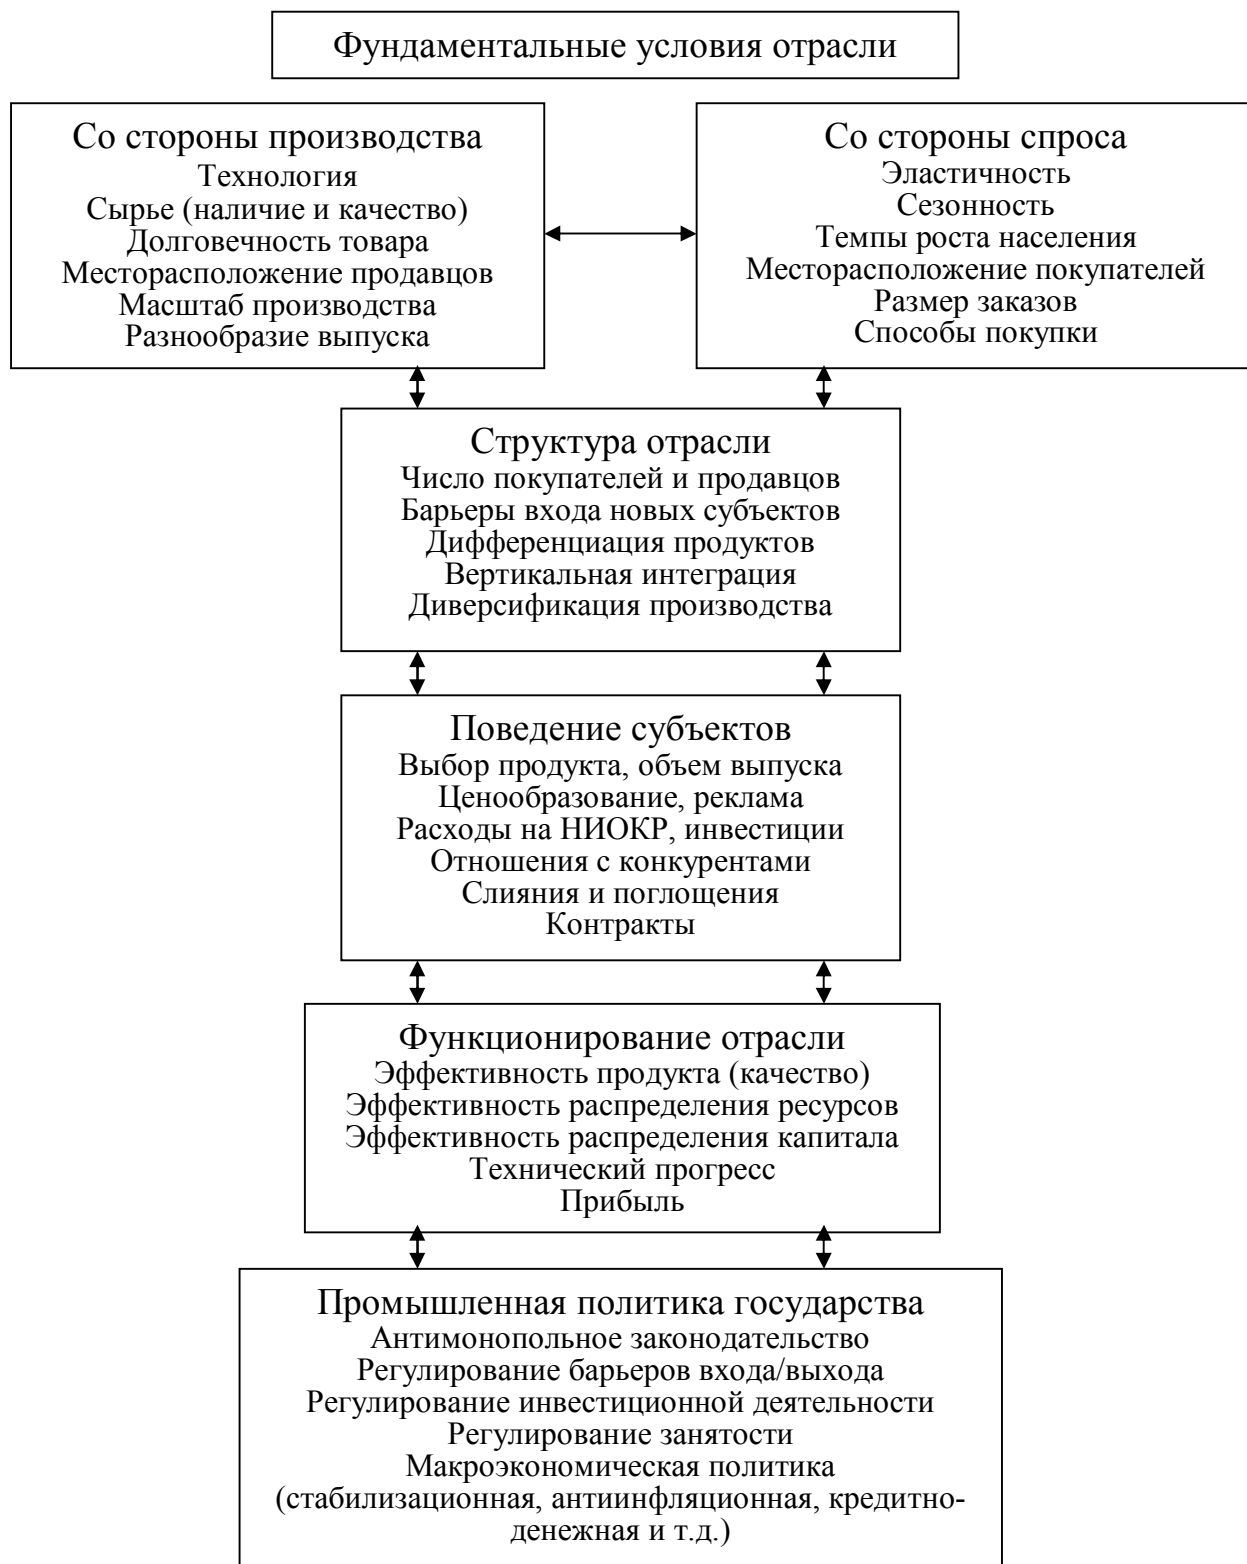 Фундаментальные условия отрасли
Со стороны производства
Технология
Сырье (наличие и качество)
Долговечность товара
Месторасположение продавцов
Масштаб производства
Разнообразие выпуска
Со стороны спроса
Эластичность
Сезонность
Темпы роста населения
Месторасположение покупателей
Размер заказов
Способы покупки
Структура отрасли
Число покупателей и продавцов
Барьеры входа новых субъектов
Дифференциация продуктов
Вертикальная интеграция
Диверсификация производства
Поведение субъектов
Выбор продукта, объем выпуска
Ценообразование, реклама
Расходы на НИОКР, инвестиции
Отношения с конкурентами
Слияния и поглощения
Контракты
Функционирование отрасли
Эффективность продукта (качество)
Эффективность распределения ресурсов
Эффективность распределения капитала
Технический прогресс
Прибыль
Промышленная политика государства
Антимонопольное законодательство
Регулирование барьеров входа/выхода
Регулирование инвестиционной деятельности
Регулирование занятости
Макроэкономическая политика
(стабилизационная, антиинфляционная, кредитно-
денежная и т.д.)